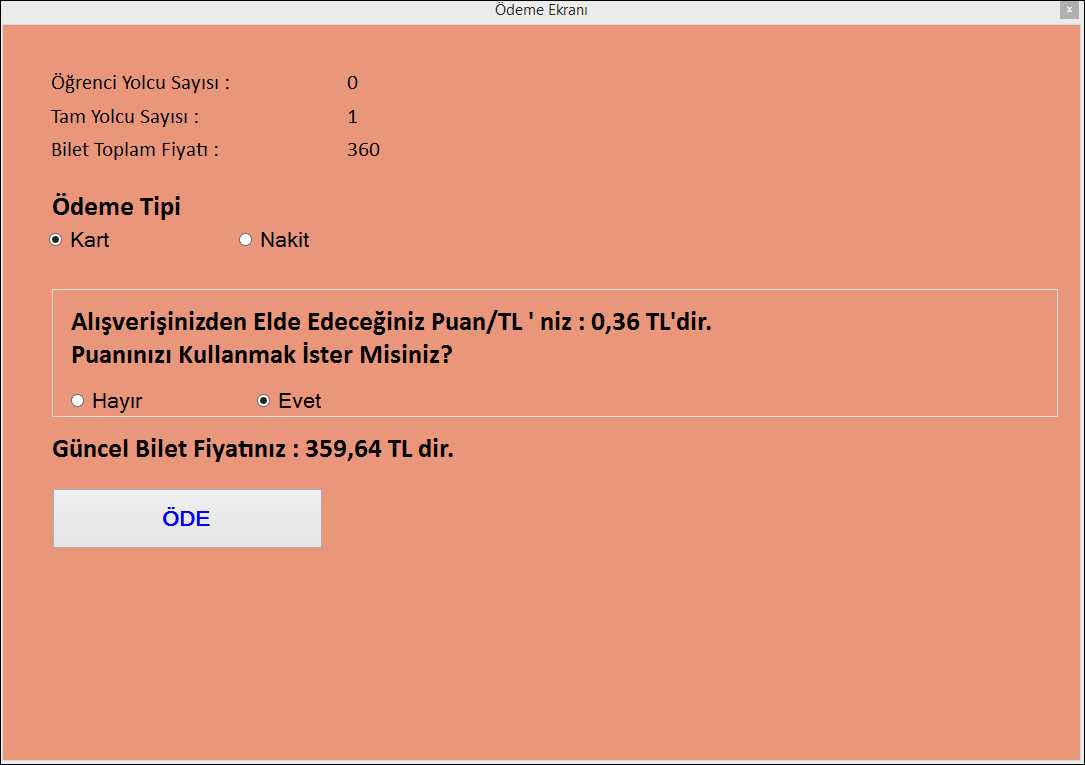 Ödeme Ekranı
x
Öğrenci Yolcu Sayısı : 0
Tam Yolcu Sayısı : 1
Bilet Toplam Fiyatı : 360
Ödeme Tipi
Kart Nakit
Alışverişinizden Elde Edeceğiniz Puan/TL ' niz : 0,36 TL'dir.
Puanınızı Kullanmak İster Misiniz?
Hayır Evet
Güncel Bilet Fiyatınız : 359,64 TL dir.
ÖDE